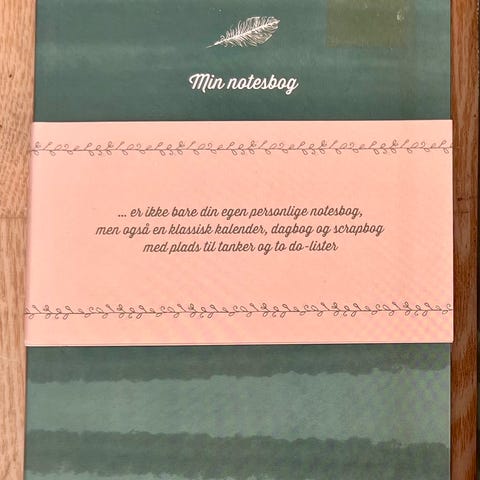 Min notesbog
... er ikke bare din egen personlige notesbog,
men også en klassisk kalender, dagbog og scrapbog
med plads til tanker og to do-lister